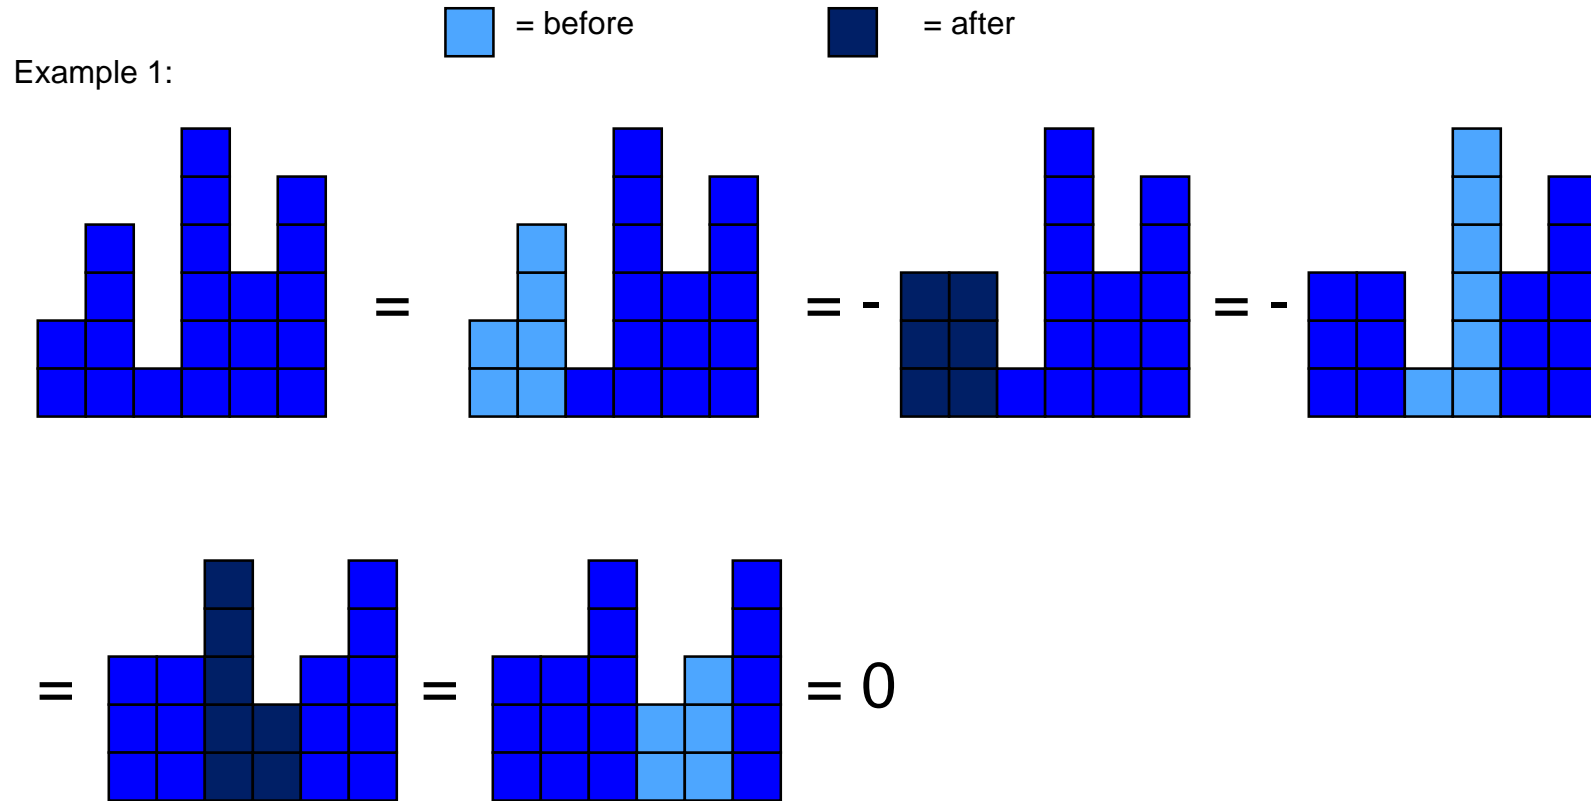 = before = after
Example 1:
= = - = -
= = = 0